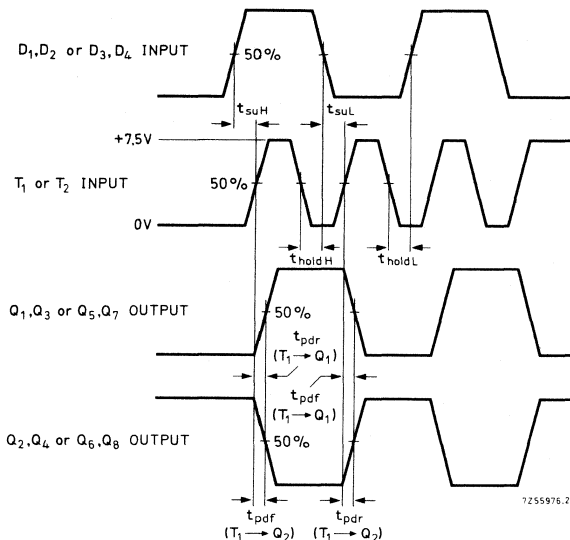 D1,D2 or D3,D4 INPUT
50%
tsuH
tsuL
+7.5V
T1 or T2 INPUT
50%
0V
tholdH
tholdL
Q1,Q3 or Q5,Q7 OUTPUT
50%
tpdr
(T1→Q1)
tpdf
(T1→Q1)
Q2,Q4 or Q6,Q8 OUTPUT
50%
7Z55976.2
tpdf
(T1→Q2)
tpdr
(T1→Q2)